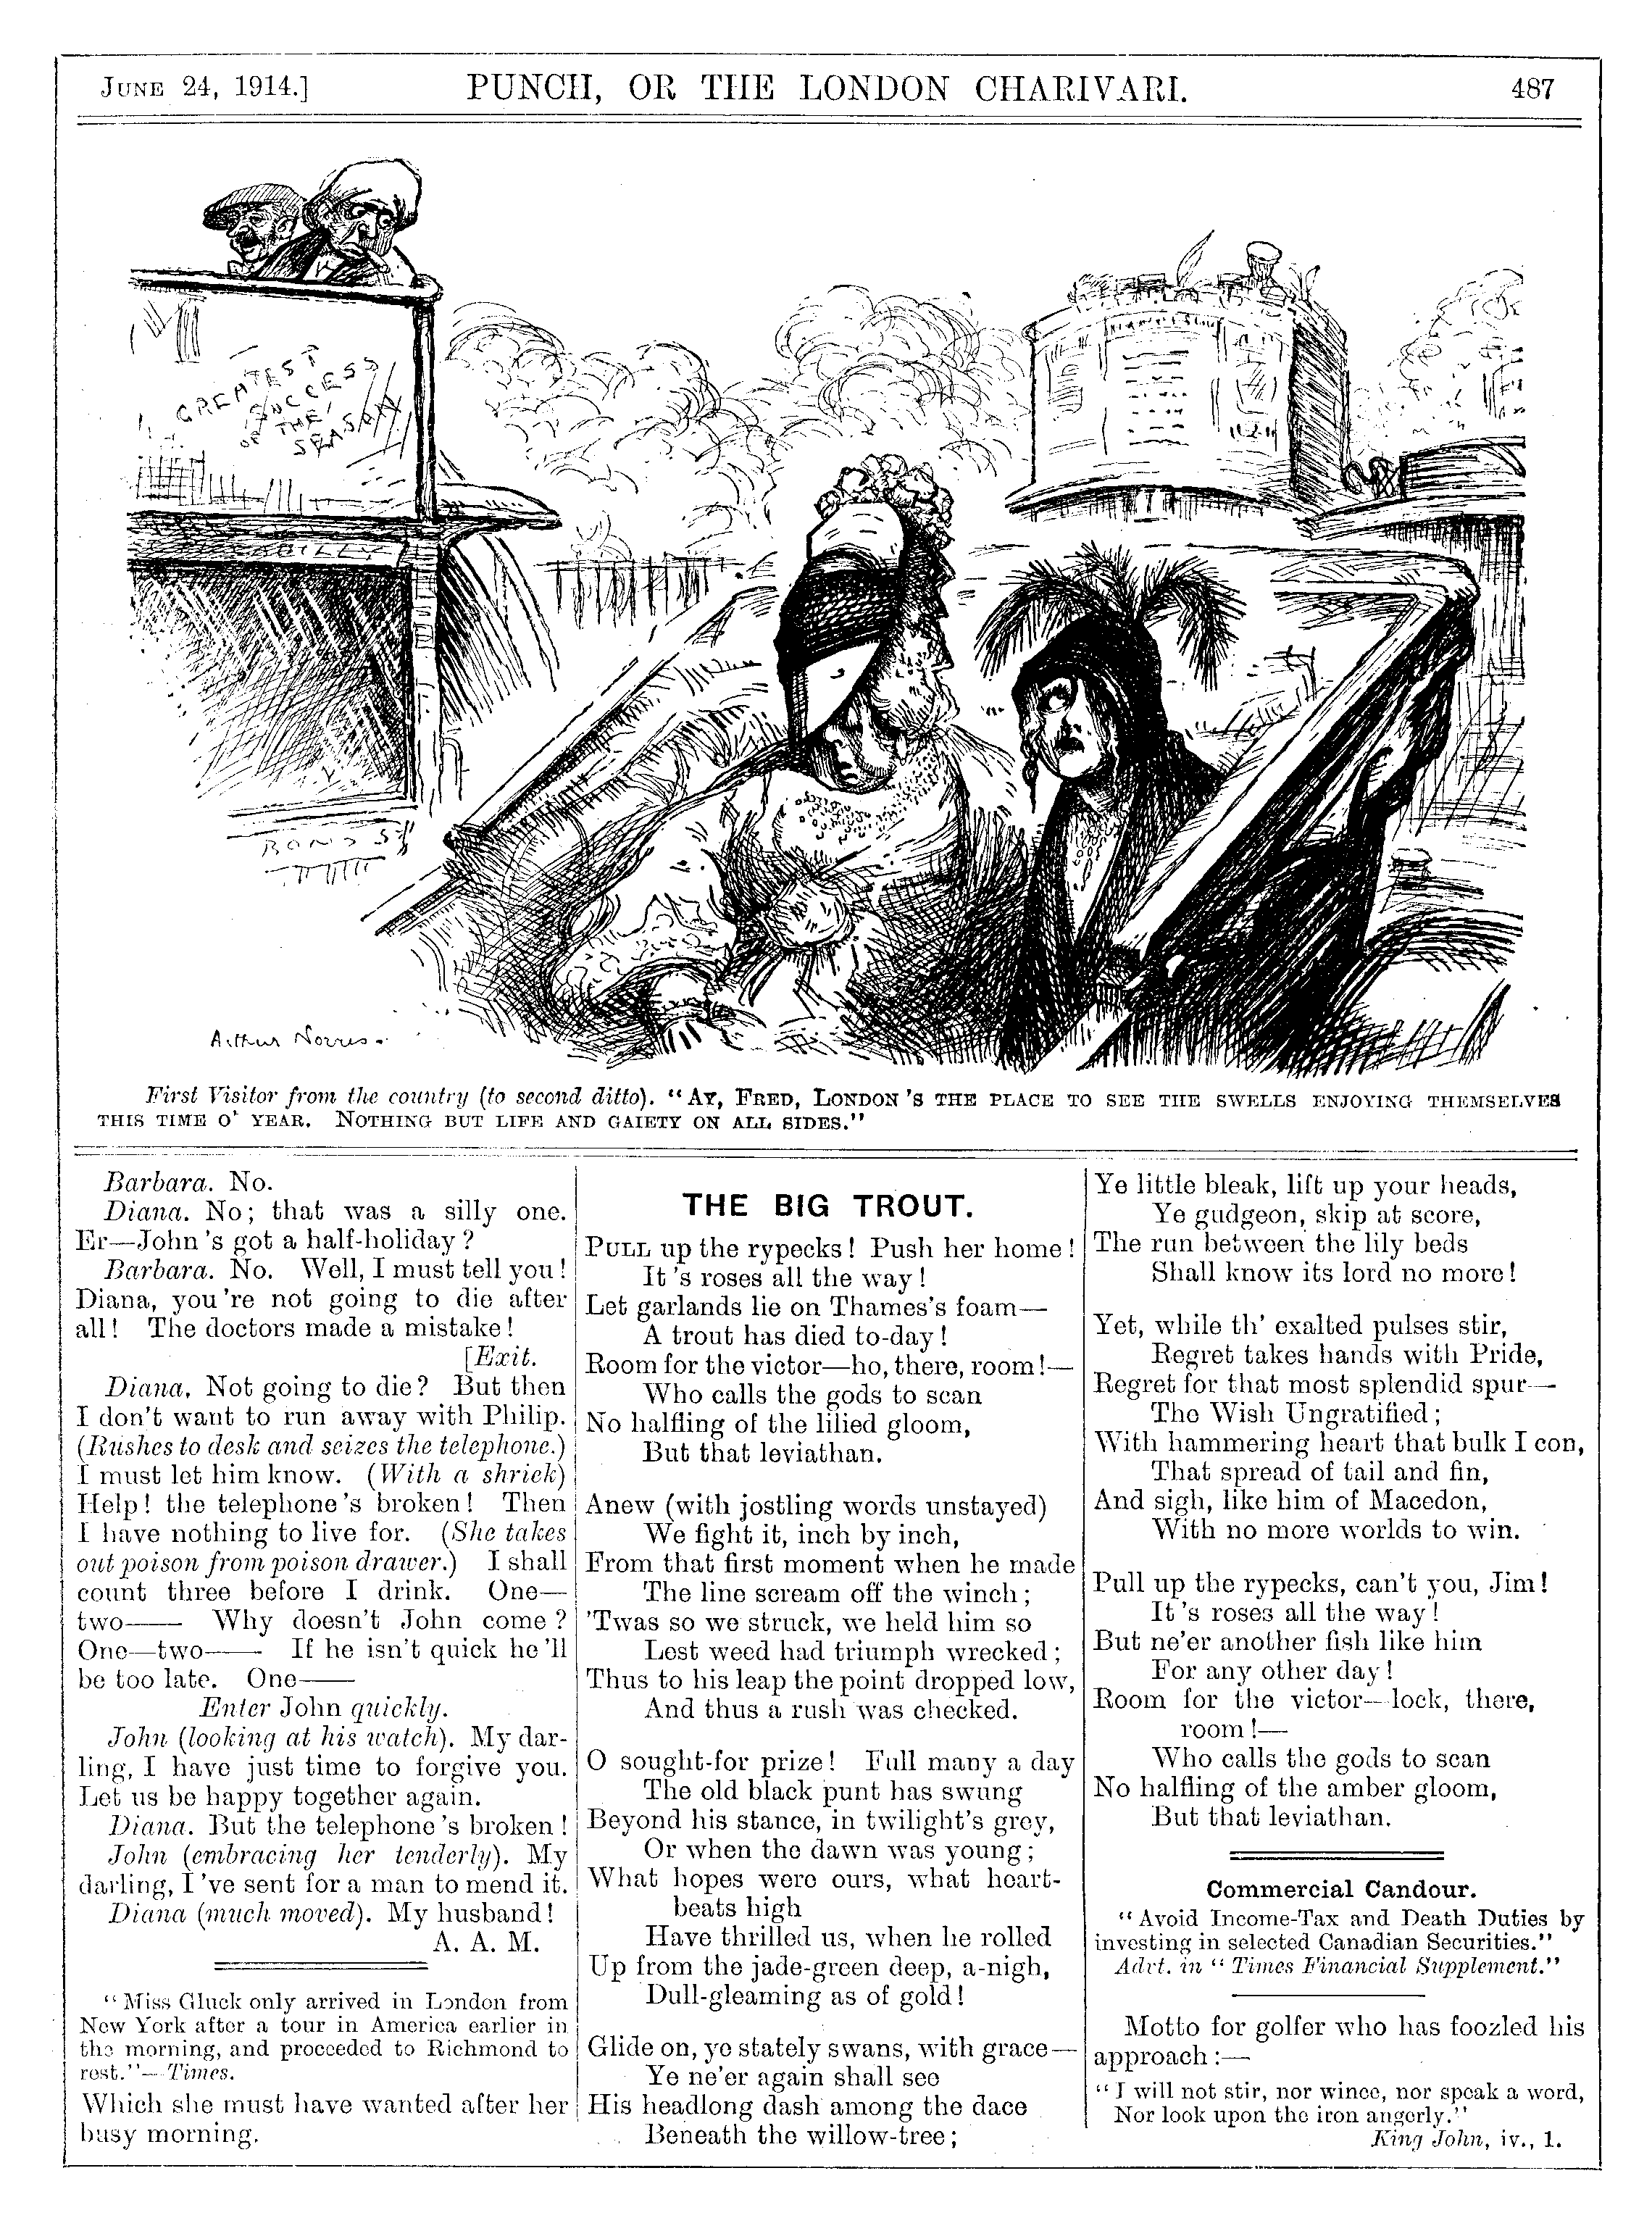 JUNE 24, 1914.] PUNCH, OR THE LONDON CHARIVARI. 487
GREATEST
SUCCESS
OF THE
SEASON
PICCADILLY
BOND ST
Arthur Norris.
First Visitor from the country (to second ditto). "AY, FRED, LONDON'S THE PLACE TO SEE THE SWELLS ENJOYING THEMSELVES
THIS TIME O' YEAR. NOTHING BUT LIFE AND GAIETY ON ALL SIDES."
Barbara. No.
Diana. No; that was a silly one.
Er—John's got a half-holiday?
Barbara. No. Well, I must tell you!
Diana, you're not going to die after
all! The doctors made a mistake!
[Exit.
Diana. Not going to die? But then
I don't want to run away with Philip.
(Rushes to desk and seizes the telephone.)
I must let him know. (With a shriek)
Help! the telephone's broken! Then
I have nothing to live for. (She takes
out poison from poison drawer.) I shall
count three before I drink. One—
two—— Why doesn't John come?
One—two—— If he isn't quick he'll
be too late. One——
Enter John quickly.
John (looking at his watch). My dar-
ling, I have just time to forgive you.
Let us be happy together again.
Diana. But the telephone's broken!
John (embracing her tenderly). My
darling, I've sent for a man to mend it.
Diana (much moved). My husband!
A. A. M.
"Miss Gluck only arrived in London from
New York after a tour in America earlier in
the morning, and proceeded to Richmond to
rest."—Times.
Which she must have wanted after her
busy morning.
THE BIG TROUT.
PULL up the rypecks! Push her home!
It's roses all the way!
Let garlands lie on Thames's foam—
A trout has died to-day!
Room for the victor—ho, there, room!—
Who calls the gods to scan
No halfling of the lilied gloom,
But that leviathan.
Anew (with jostling words unstayed)
We fight it, inch by inch,
From that first moment when he made
The line scream off the winch;
'Twas so we struck, we held him so
Lest weed had triumph wrecked;
Thus to his leap the point dropped low,
And thus a rush was checked.
O sought-for prize! Full many a day
The old black punt has swung
Beyond his stance, in twilight's grey,
Or when the dawn was young;
What hopes were ours, what heart-
beats high
Have thrilled us, when he rolled
Up from the jade-green deep, a-nigh,
Dull-gleaming as of gold!
Glide on, ye stately swans, with grace—
Ye ne'er again shall see
His headlong dash among the dace
Beneath the willow-tree;
Ye little bleak, lift up your heads,
Ye gudgeon, skip at score,
The run between the lily beds
Shall know its lord no more!
Yet, while th' exalted pulses stir,
Regret takes hands with Pride,
Regret for that most splendid spur—
The Wish Ungratified;
With hammering heart that bulk I con,
That spread of tail and fin,
And sigh, like him of Macedon,
With no more worlds to win.
Pull up the rypecks, can't you, Jim!
It's roses all the way!
But ne'er another fish like him
For any other day!
Room for the victor—lock, there,
room!—
Who calls the gods to scan
No halfling of the amber gloom,
But that leviathan.
Commercial Candour.
"Avoid Income-Tax and Death Duties by
investing in selected Canadian Securities."
Advt. in "Times Financial Supplement."
Motto for golfer who has foozled his
approach:—
"I will not stir, nor wince, nor speak a word,
Nor look upon the iron angerly."
King John, iv., 1.